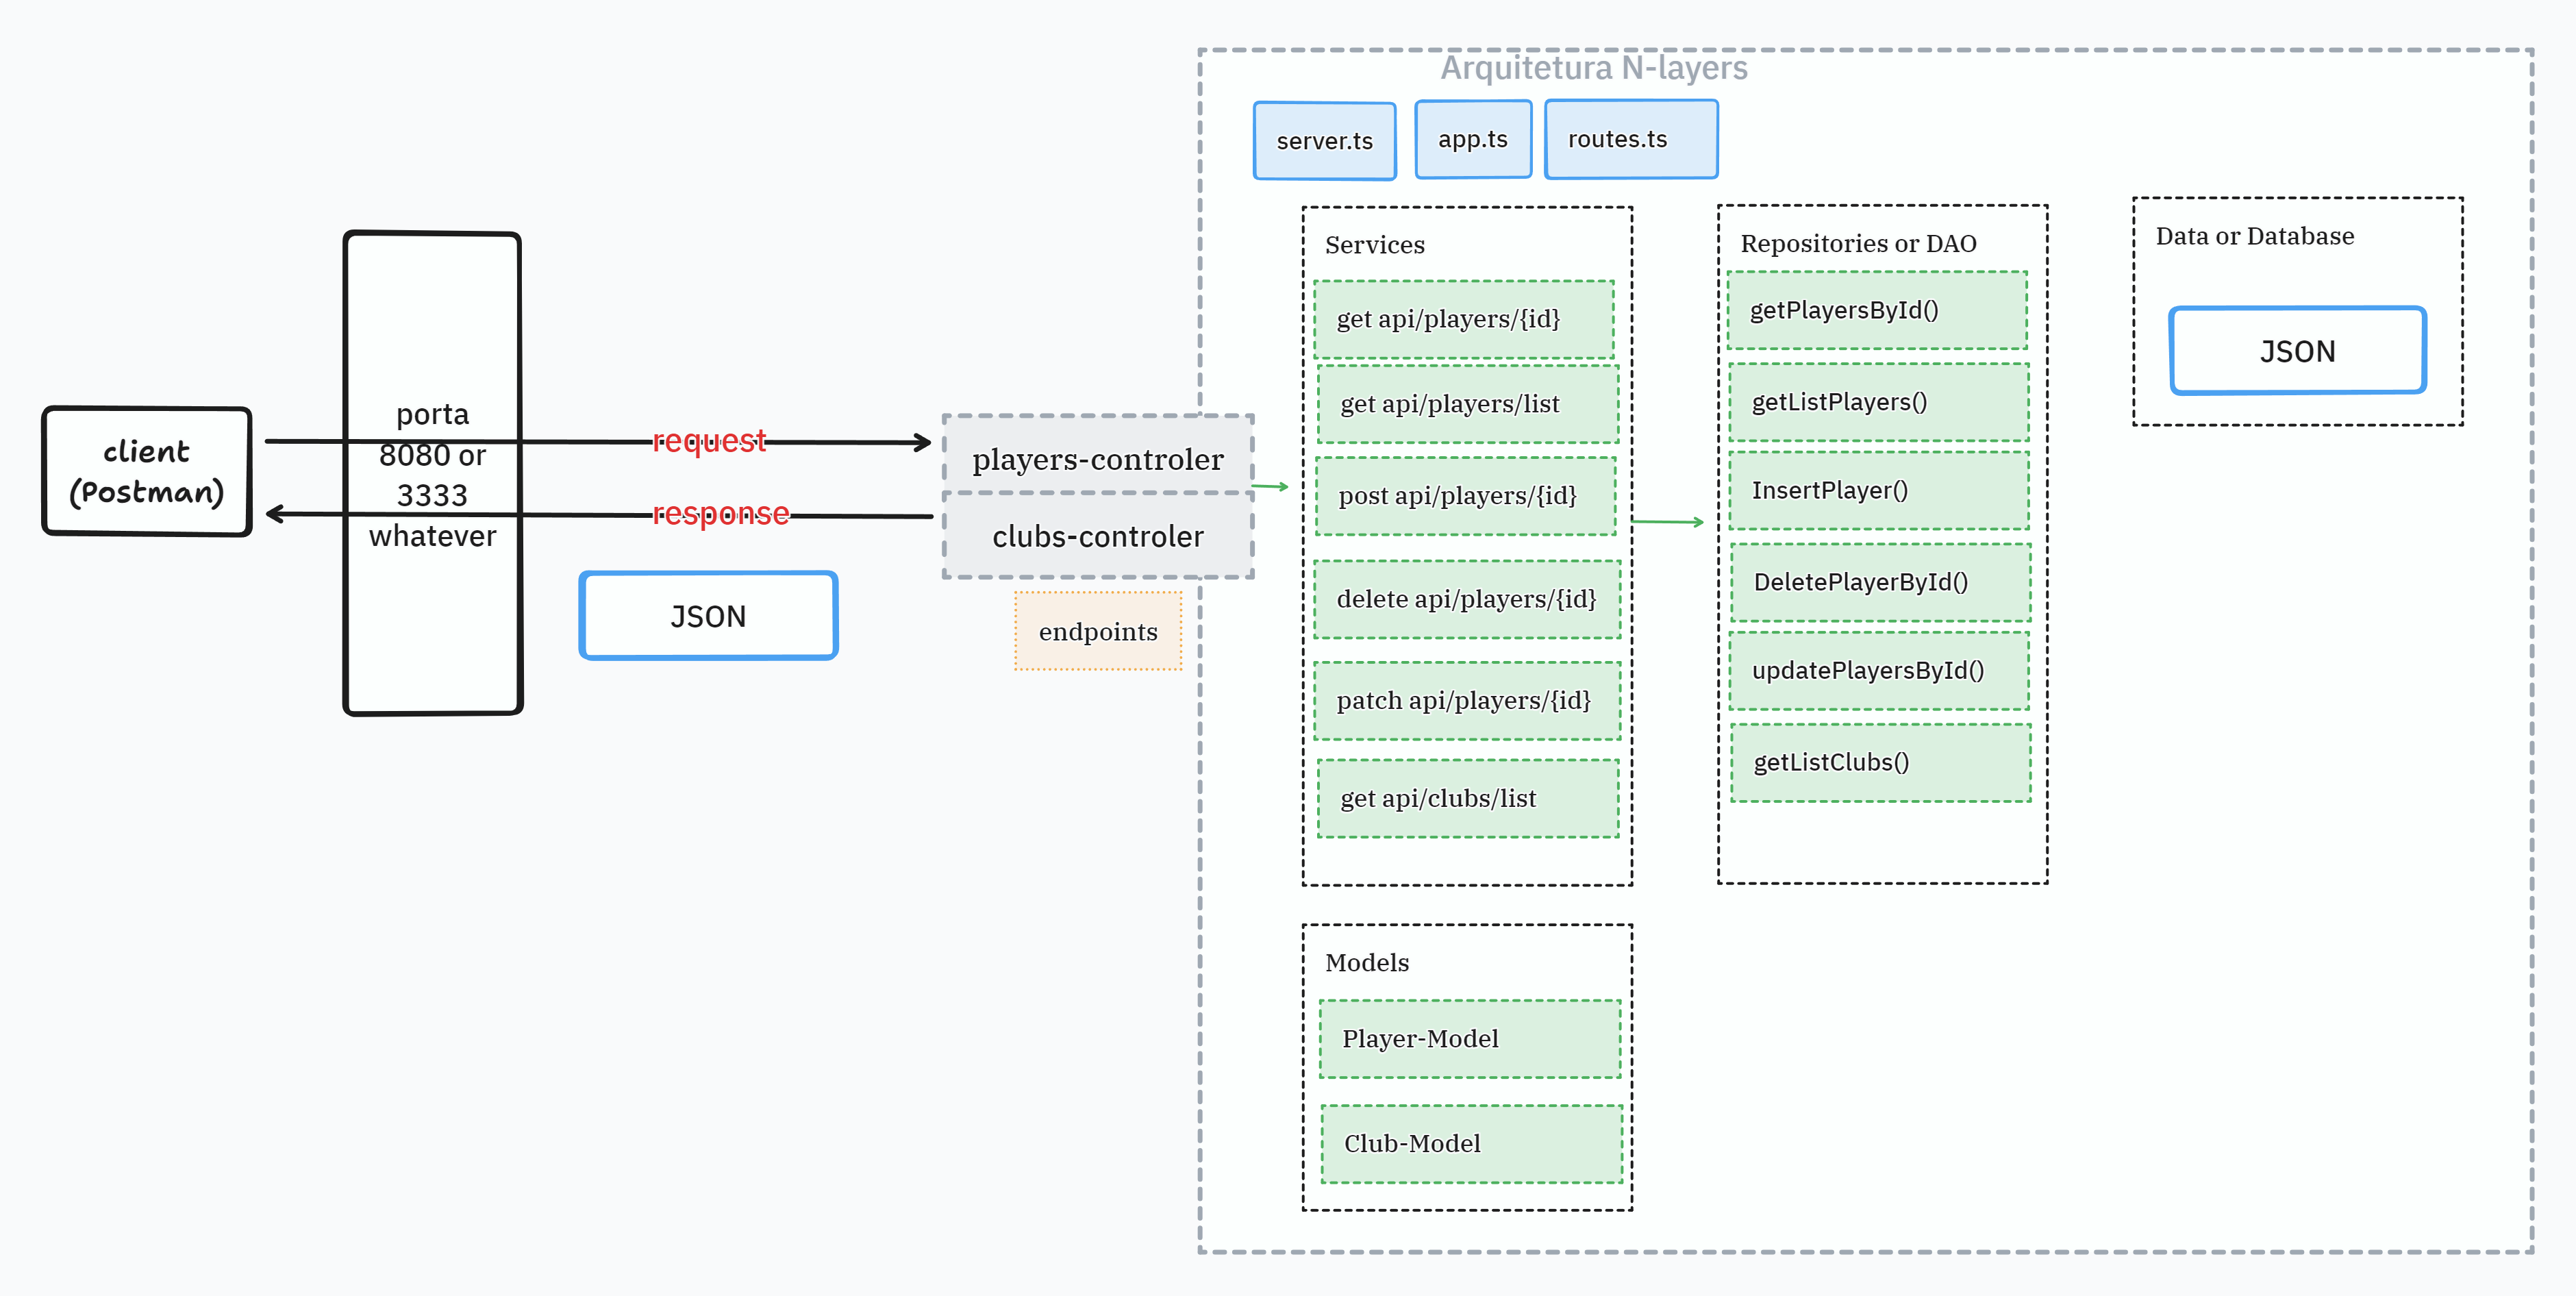 Arquitetura N-layers
server.ts
app.ts
routes.ts
client
(Postman)
porta
8080 or
3333
whatever
request
response
JSON
players-controler
clubs-controler
endpoints
Services
get api/players/{id}
get api/players/list
post api/players/{id}
delete api/players/{id}
patch api/players/{id}
get api/clubs/list
Repositories or DAO
getPlayersById()
getListPlayers()
InsertPlayer()
DeletePlayerById()
updatePlayersById()
getListClubs()
Data or Database
JSON
Models
Player-Model
Club-Model